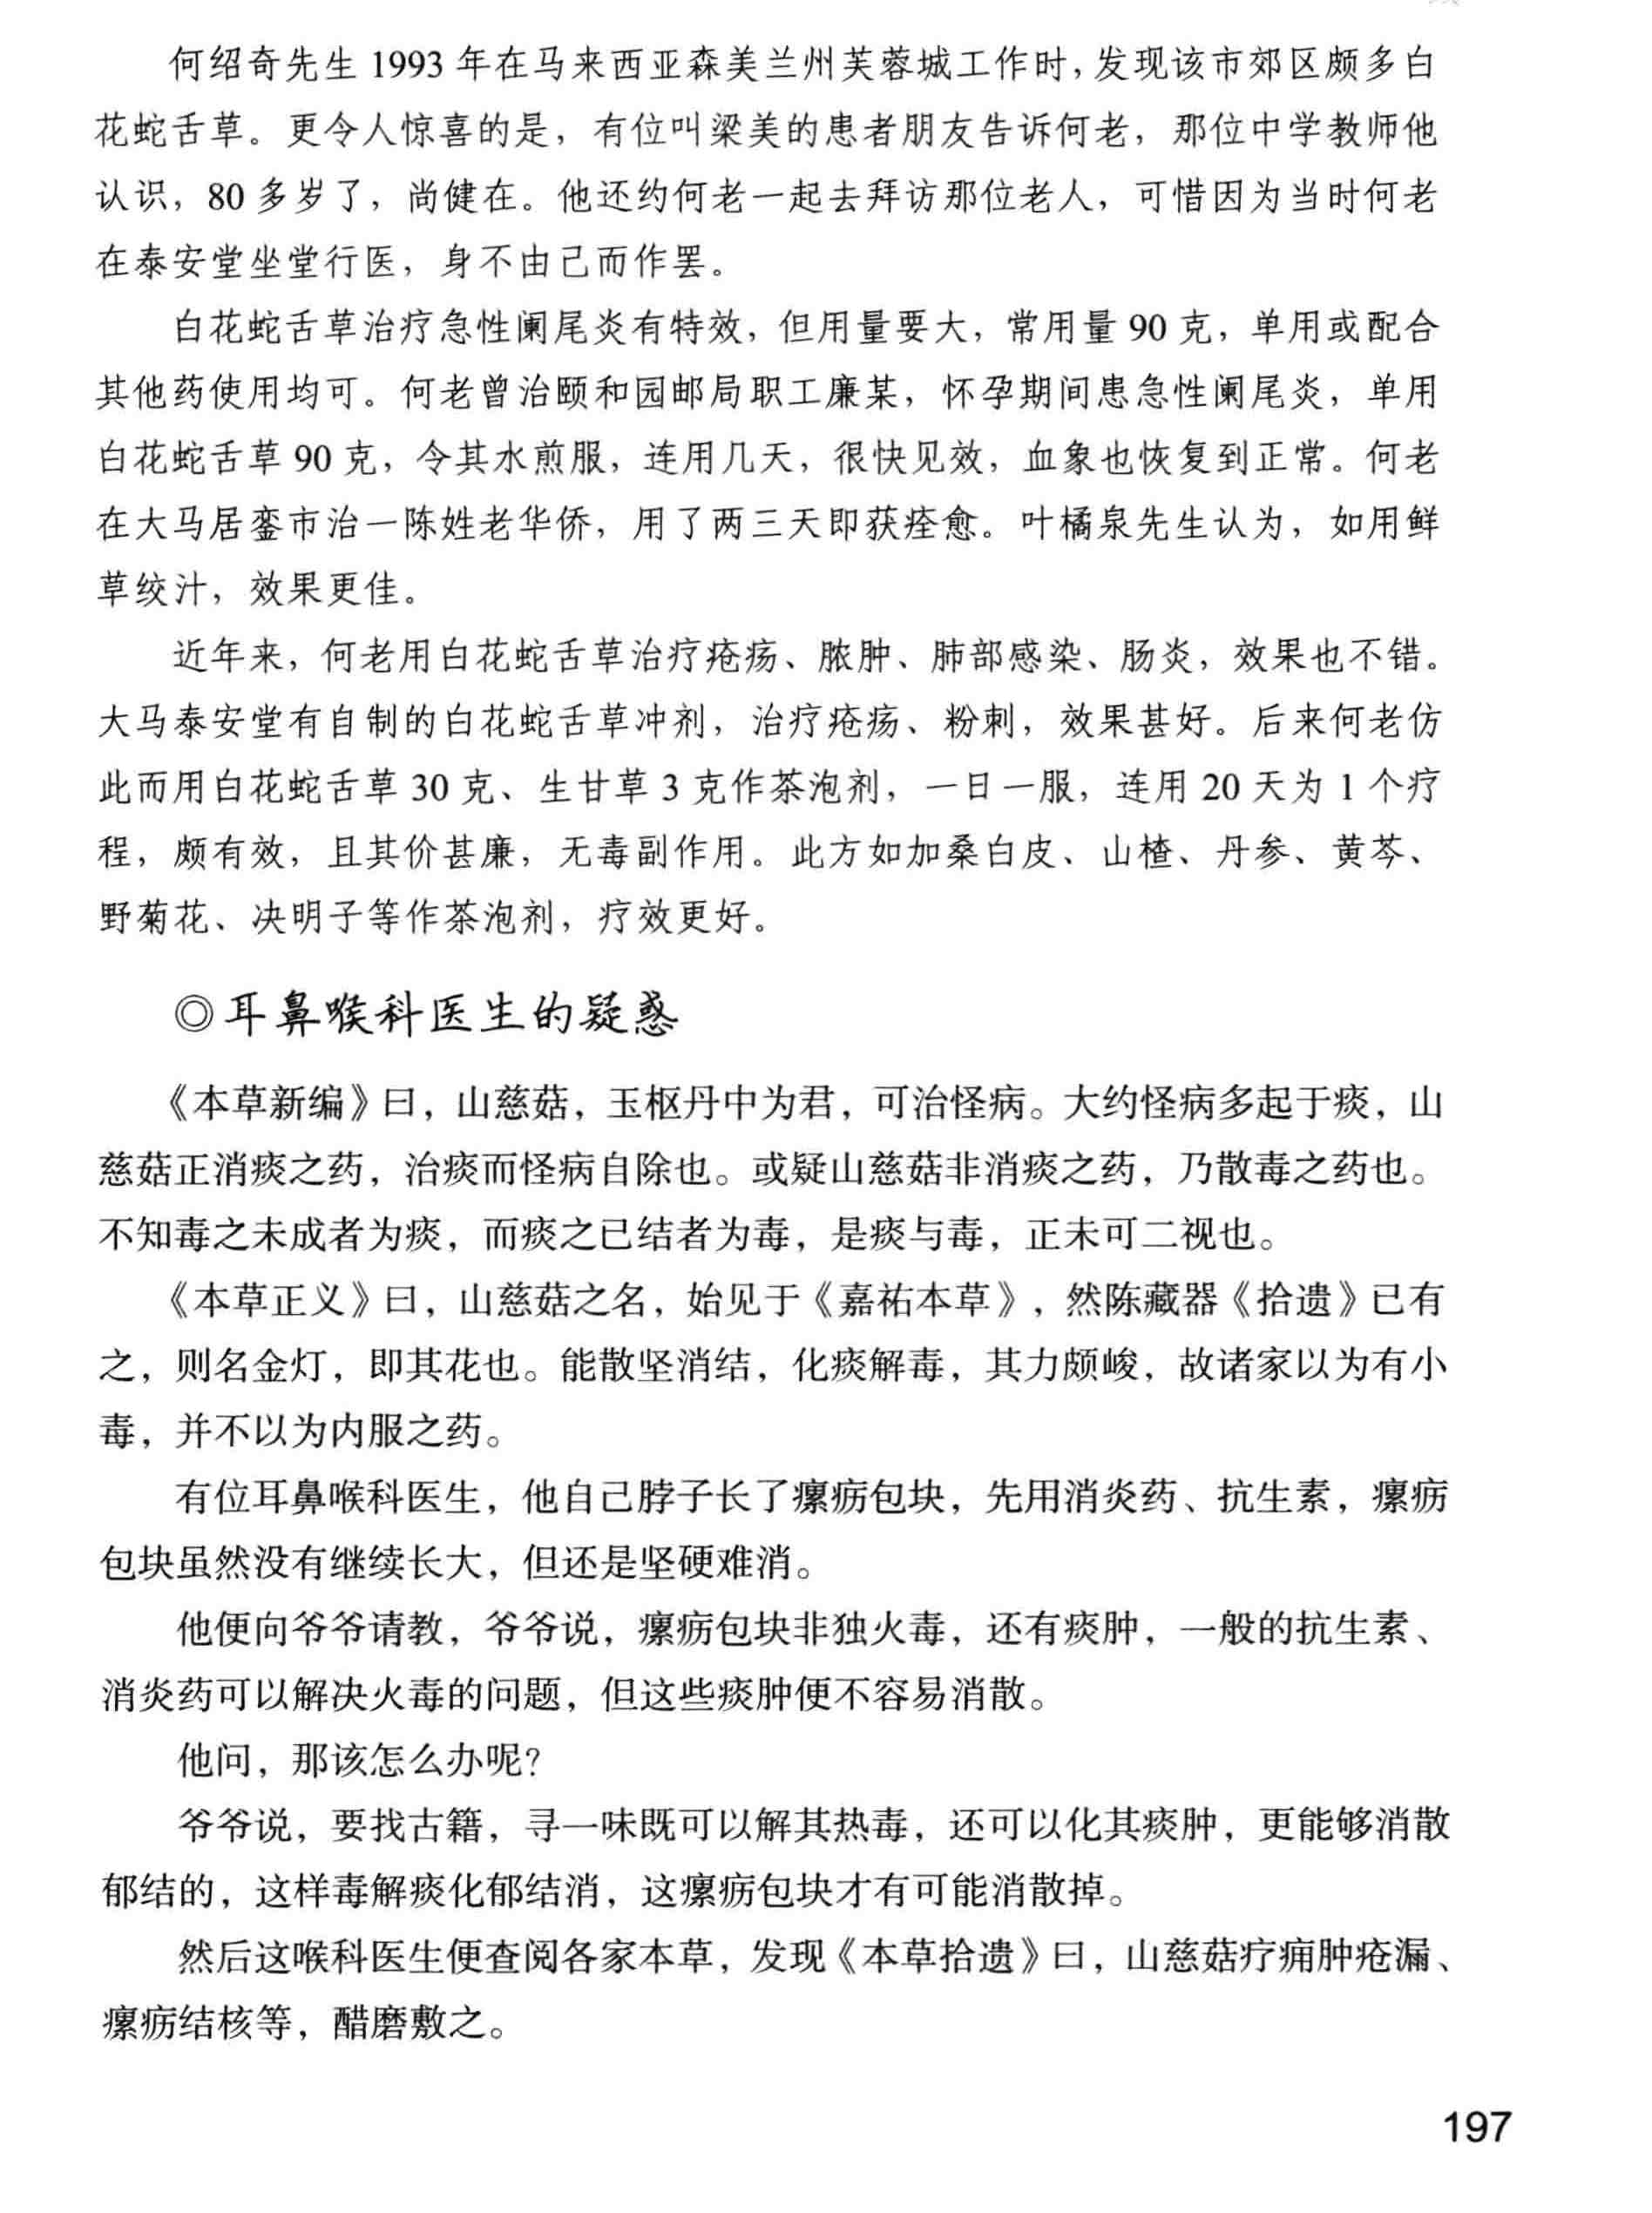 何绍奇先生 1993 年在马来西亚森美兰州芙蓉城工作时，发现该市郊区颇多白
花蛇舌草。更令人惊喜的是，有位叫梁美的患者朋友告诉何老，那位中学教师他
认识，80 多岁了，尚健在。他还约何老一起去拜访那位老人，可惜因为当时何老
在泰安堂坐堂行医，身不由己而作罢。
白花蛇舌草治疗急性阑尾炎有特效，但用量要大，常用量 90 克，单用或配合
其他药使用均可。何老曾治颐和园邮局职工廉某，怀孕期间患急性阑尾炎，单用
白花蛇舌草 90 克，令其水煎服，连用几天，很快见效，血象也恢复到正常。何老
在大马居銮市治一陈姓老华侨，用了两三天即获痊愈。叶橘泉先生认为，如用鲜
草绞汁，效果更佳。
近年来，何老用白花蛇舌草治疗疮疡、脓肿、肺部感染、肠炎，效果也不错。
大马泰安堂有自制的白花蛇舌草冲剂，治疗疮疡、粉刺，效果甚好。后来何老仿
此而用白花蛇舌草 30 克、生甘草 3 克作茶泡剂，一日一服，连用 20 天为 1 个疗
程，颇有效，且其价甚廉，无毒副作用。此方如加桑白皮、山楂、丹参、黄芩、
野菊花、决明子等作茶泡剂，疗效更好。
◎耳鼻喉科医生的疑惑
《本草新编》曰，山慈菇，玉枢丹中为君，可治怪病。大约怪病多起于痰，山
慈菇正消痰之药，治痰而怪病自除也。或疑山慈菇非消痰之药，乃散毒之药也。
不知毒之未成者为痰，而痰之已结者为毒，是痰与毒，正未可二视也。
《本草正义》曰，山慈菇之名，始见于《嘉祐本草》，然陈藏器《拾遗》已有
之，则名金灯，即其花也。能散坚消结，化痰解毒，其力颇峻，故诸家以为有小
毒，并不以为内服之药。
有位耳鼻喉科医生，他自己脖子长了瘰疬包块，先用消炎药、抗生素，瘰疬
包块虽然没有继续长大，但还是坚硬难消。
他便向爷爷请教，爷爷说，瘰疬包块非独火毒，还有痰肿，一般的抗生素、
消炎药可以解决火毒的问题，但这些痰肿便不容易消散。
他问，那该怎么办呢？
爷爷说，要找古籍，寻一味既可以解其热毒，还可以化其痰肿，更能够消散
郁结的，这样毒解痰化郁结消，这瘰疬包块才有可能消散掉。
然后这喉科医生便查阅各家本草，发现《本草拾遗》曰，山慈菇疗痈肿疮漏、
瘰疬结核等，醋磨敷之。
197